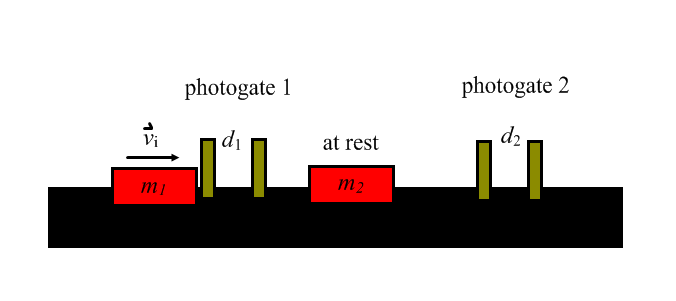 photogate 1
photogate 2
v⃗i
d1
at rest
d2
m1
m2